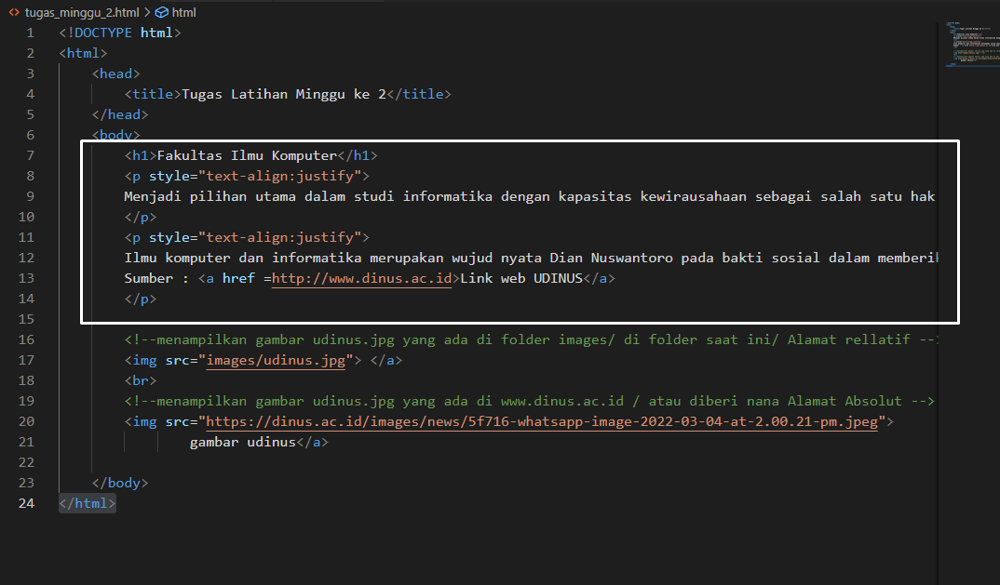 tugas_minggu_2.html > html
1 <!DOCTYPE html>
2 <html>
3 <head>
4 <title>Tugas Latihan Minggu ke 2</title>
5 </head>
6 <body>
7 <h1>Fakultas Ilmu Komputer</h1>
8 <p style="text-align:justify">
9 Menjadi pilihan utama dalam studi informatika dengan kapasitas kewirausahaan sebagai salah satu hak
10 </p>
11 <p style="text-align:justify">
12 Ilmu komputer dan informatika merupakan wujud nyata Dian Nuswantoro pada bakti sosial dalam
13 Sumber : <a href =http://www.dinus.ac.id>Link web UDINUS</a>
14 </p>
15
16 <!--menampilkan gambar udinus.jpg yang ada di folder images/ di folder saat ini/ Alamat rellatif -->
17 <img src="images/udinus.jpg"> </a>
18 <br>
19 <!--menampilkan gambar udinus.jpg yang ada di www.dinus.ac.id / atau diberi nana Alamat Absolut -->
20 <img src="https://dinus.ac.id/images/news/5f716-whatsapp-image-2022-03-04-at-2.00.21-pm.jpeg">
21 gambar udinus</a>
22
23 </body>
24 </html>